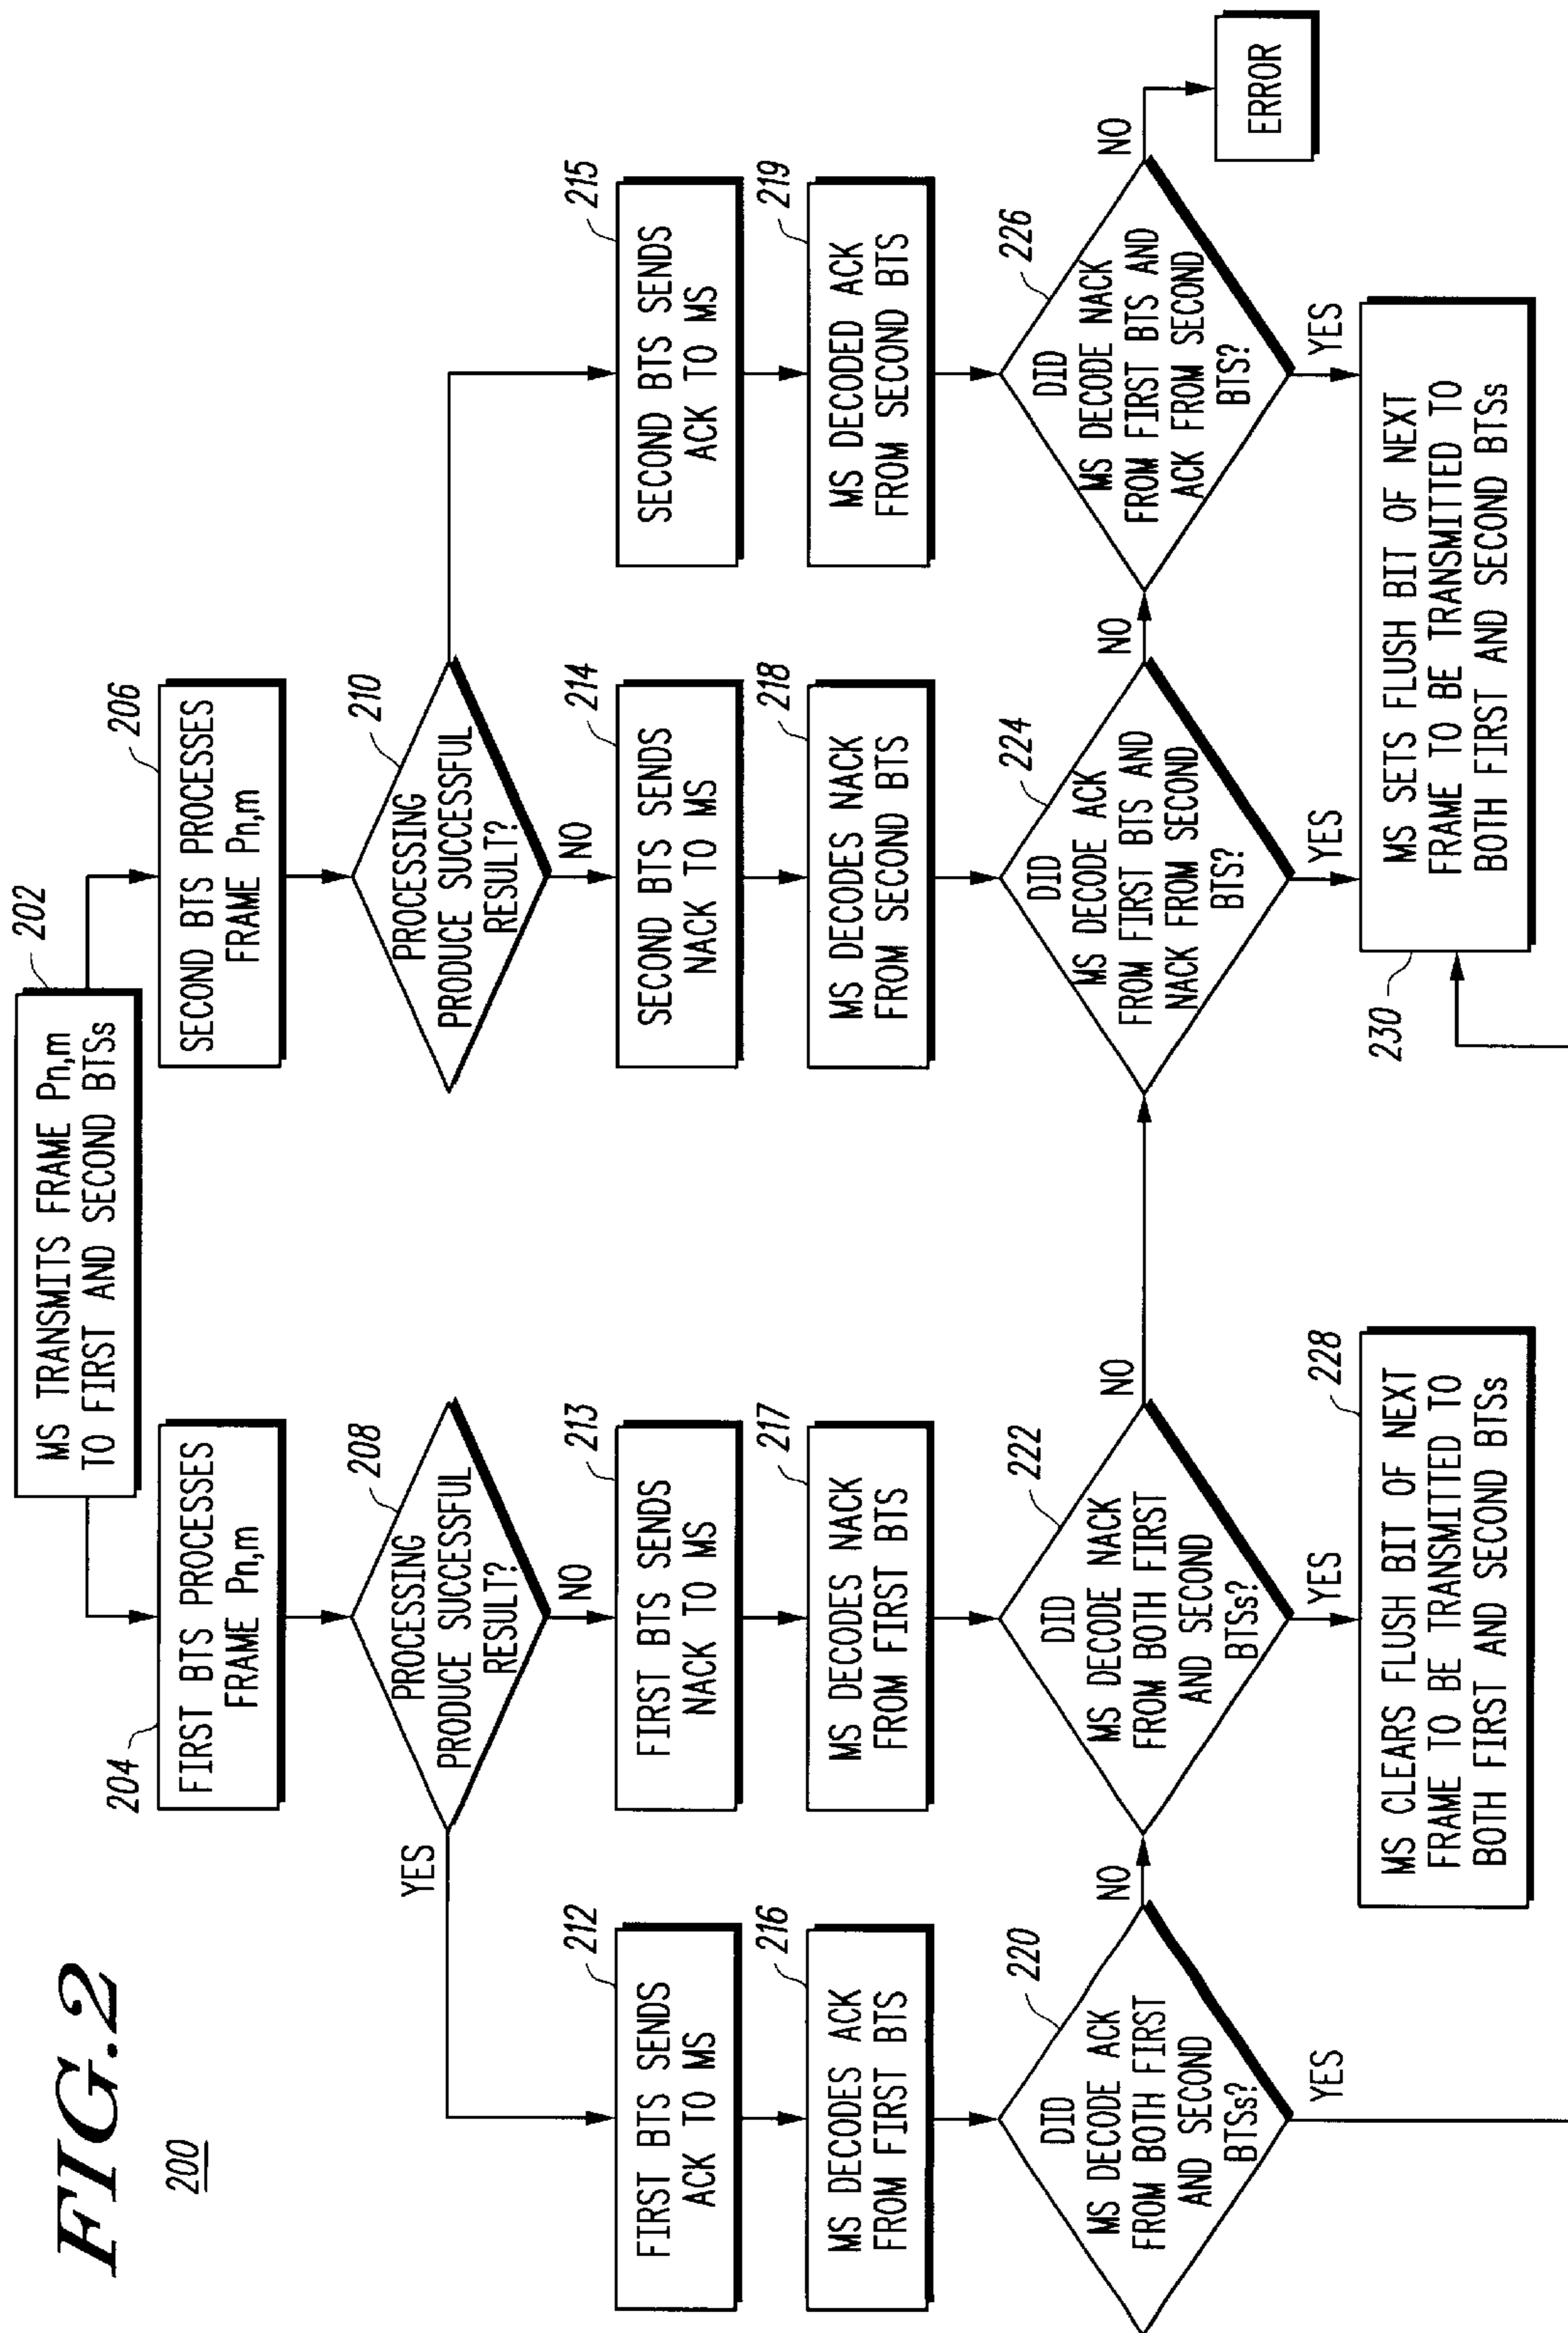 FIG.2
200
MS TRANSMITS FRAME Pn,m
TO FIRST AND SECOND BTSs
202
204
FIRST BTS PROCESSES
FRAME Pn,m
206
SECOND BTS PROCESSES
FRAME Pn,m
208
PROCESSING
PRODUCE SUCCESSFUL
RESULT?
YES
NO
210
PROCESSING
PRODUCE SUCCESSFUL
RESULT?
NO
212
FIRST BTS SENDS
ACK TO MS
213
FIRST BTS SENDS
NACK TO MS
214
SECOND BTS SENDS
NACK TO MS
215
SECOND BTS SENDS
ACK TO MS
216
MS DECODES ACK
FROM FIRST BTS
217
MS DECODES NACK
FROM FIRST BTS
218
MS DECODES NACK
FROM SECOND BTS
219
MS DECODED ACK
FROM SECOND BTS
220
DID
MS DECODE ACK
FROM BOTH FIRST
AND SECOND
BTSs?
NO
YES
222
DID
MS DECODE NACK
FROM BOTH FIRST
AND SECOND
BTSs?
NO
YES
224
DID
MS DECODE ACK
FROM FIRST BTS AND
NACK FROM SECOND
BTS?
NO
YES
226
DID
MS DECODE NACK
FROM FIRST BTS AND
ACK FROM SECOND
BTS?
NO
YES
ERROR
228
MS CLEARS FLUSH BIT OF NEXT
FRAME TO BE TRANSMITTED TO
BOTH FIRST AND SECOND BTSs
230
MS SETS FLUSH BIT OF NEXT
FRAME TO BE TRANSMITTED TO
BOTH FIRST AND SECOND BTSs